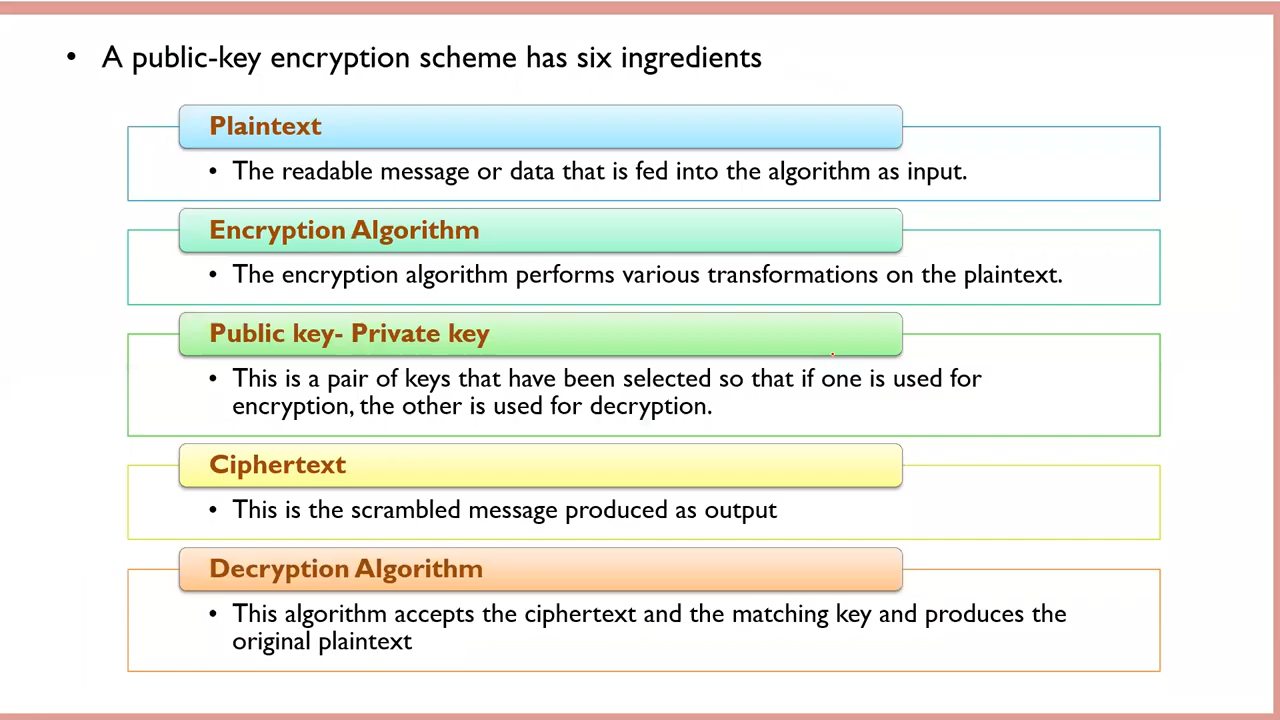 • A public-key encryption scheme has six ingredients
Plaintext
• The readable message or data that is fed into the algorithm as input.
Encryption Algorithm
• The encryption algorithm performs various transformations on the plaintext.
Public key- Private key
• This is a pair of keys that have been selected so that if one is used for
encryption, the other is used for decryption.
Ciphertext
• This is the scrambled message produced as output
Decryption Algorithm
• This algorithm accepts the ciphertext and the matching key and produces the
original plaintext